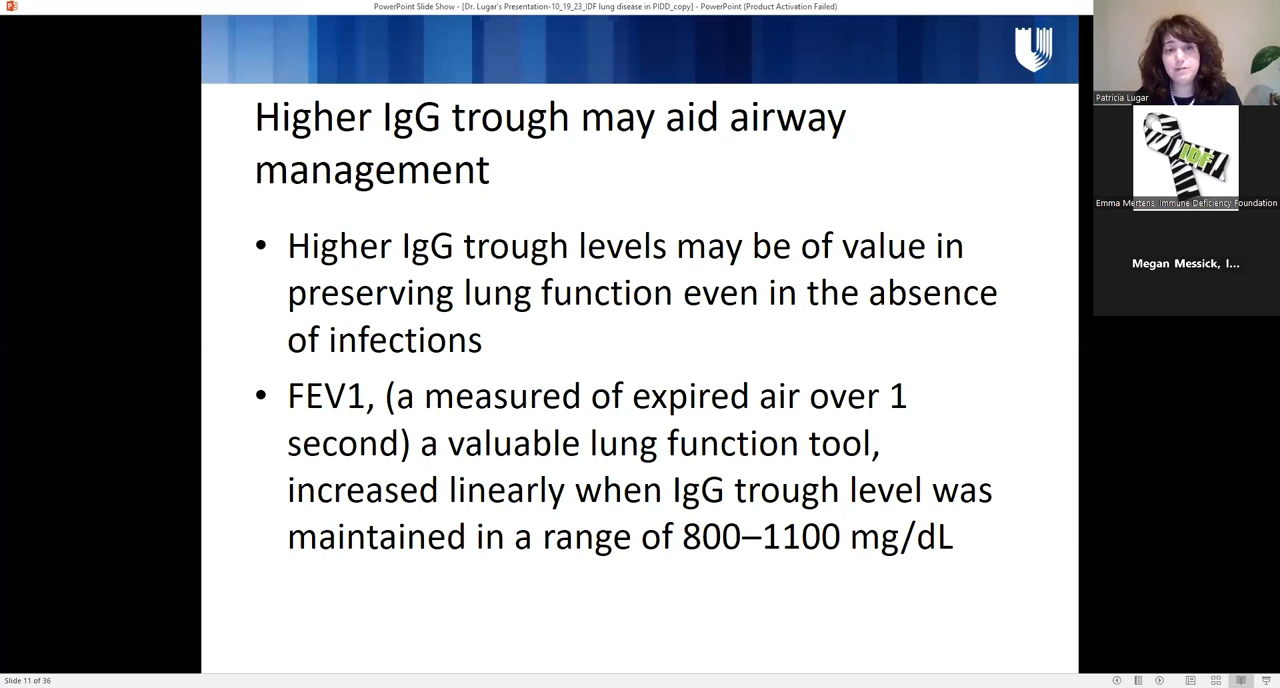 PowerPoint Slide Show - [Dr. Lugar's Presentation-10_19_23_IDF lung disease in PIDD_copy] - PowerPoint (Product Activation Failed)
Higher IgG trough may aid airway
management
• Higher IgG trough levels may be of value in
preserving lung function even in the absence
of infections
• FEV1, (a measured of expired air over 1
second) a valuable lung function tool,
increased linearly when IgG trough level was
maintained in a range of 800–1100 mg/dL
Patricia Lugar
IDF
Emma Mertens, Immune Deficiency Foundation
Megan Messick, I...
Slide 11 of 36